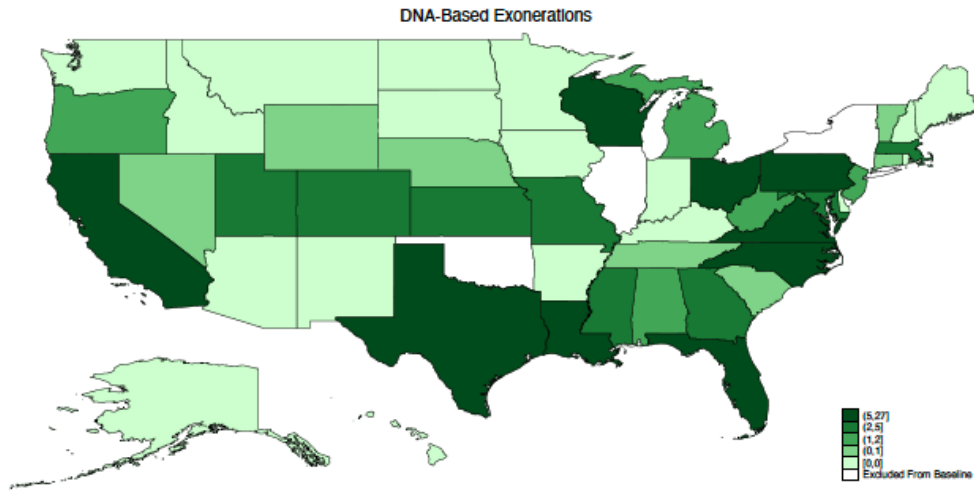 DNA-Based Exonerations
(5,27]
(2,5]
(1,2]
(0,1]
[0,0]
Excluded From Baseline